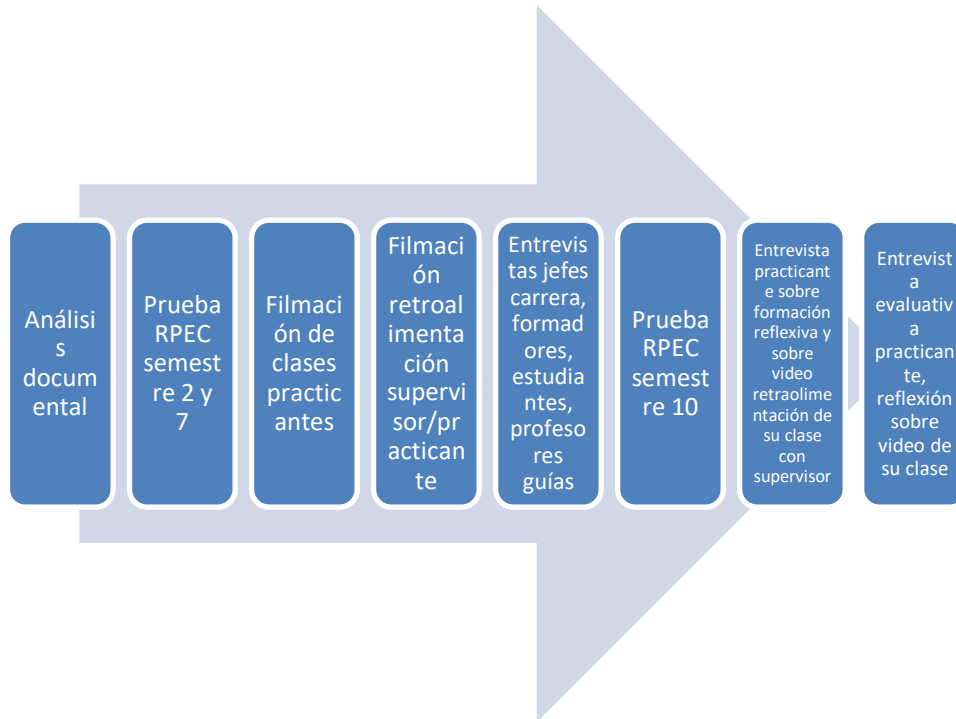 Análisi
s
docum
ental
Prueba
RPEC
semest
re 2 y
7
Filmaci
ón de
clases
practic
antes
Filmaci
ón
retroal
imenta
ción
supervi
sor/pr
actican
te
Entrevis
tas jefes
carrera,
formad
ores,
estudia
ntes,
profeso
res
guías
Prueba
RPEC
semest
re 10
Entrevista
practicant
e sobre
formación
reflexiva y
sobre
video
retraolime
ntación de
su clase
con
supervisor
Entrevist
a
evaluativ
a
practican
te,
reflexión
sobre
video de
su clase